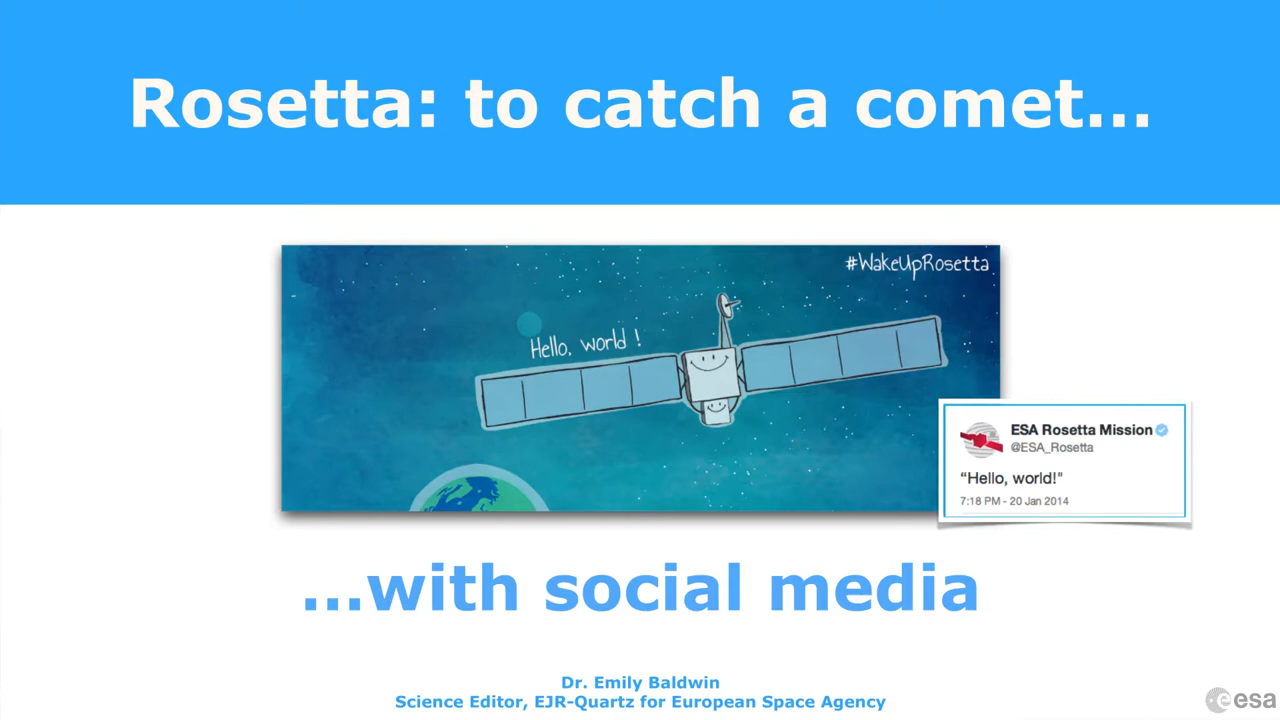 Rosetta: to catch a comet...
#WakeUpRosetta
Hello, world !
ESA Rosetta Mission
@ESA_Rosetta
“Hello, world!"
7:18 PM - 20 Jan 2014
...with social media
Dr. Emily Baldwin
Science Editor, EJR-Quartz for European Space Agency
esa